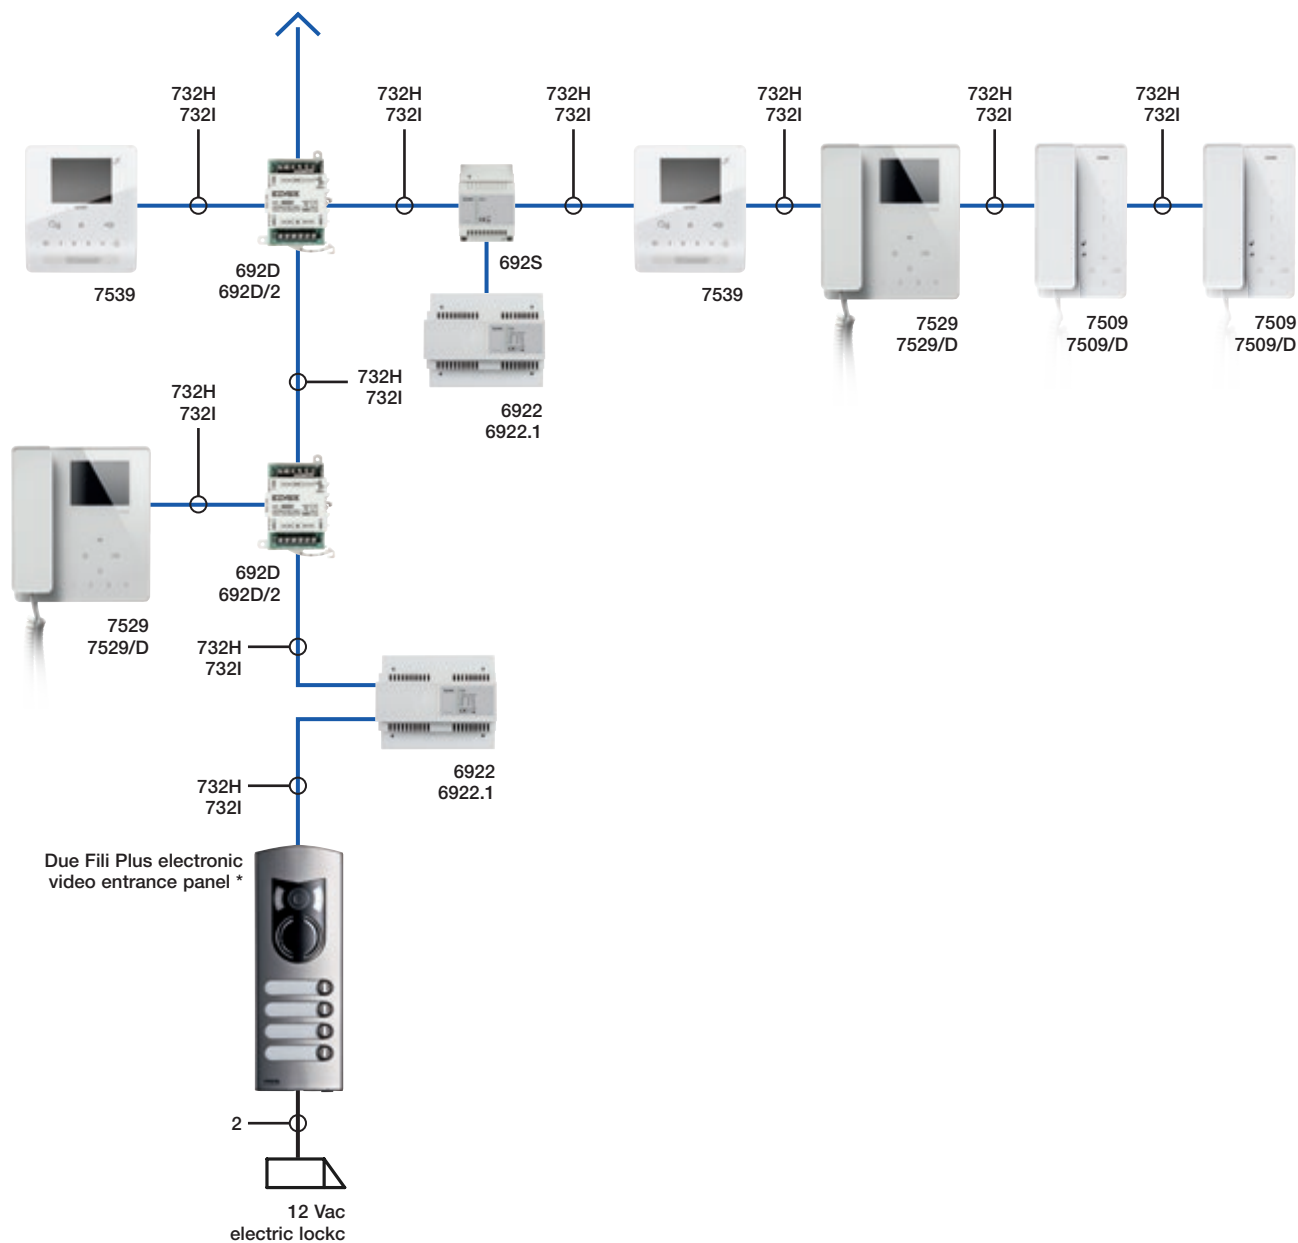 732H
732I
732H
732I
732H
732I
732H
732I
732H
732I
732H
732I
692S
692D
692D/2
7539
7539
7529
7529/D
7509
7509/D
7509
7509/D
732H
732I
732H
732I
6922
6922.1
692D
692D/2
7529
7529/D
732H
732I
6922
6922.1
732H
732I
Due Fili Plus electronic
video entrance panel *
2
12 Vac
electric lockc